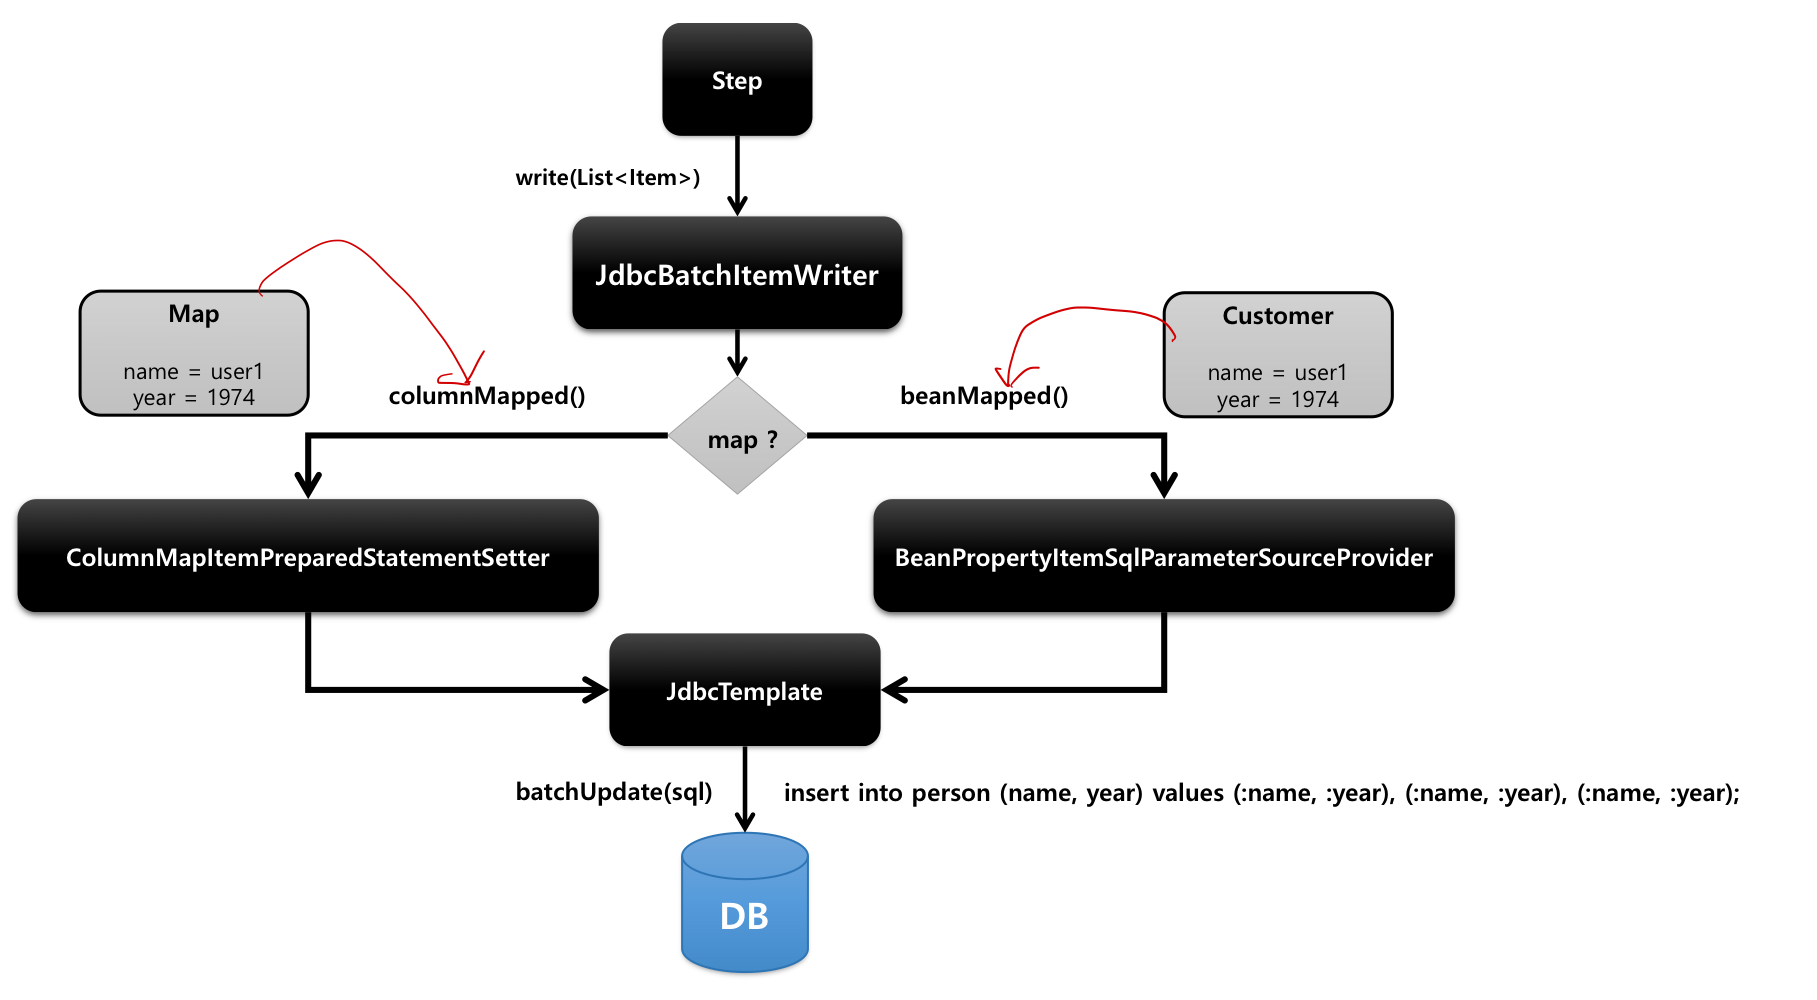 Step
write(List<Item>)
JdbcBatchItemWriter
Map
name = user1
year = 1974
columnMapped()
map ?
beanMapped()
Customer
name = user1
year = 1974
ColumnMapItemPreparedStatementSetter
BeanPropertyItemSqlParameterSourceProvider
JdbcTemplate
batchUpdate(sql)
insert into person (name, year) values (:name, :year), (:name, :year), (:name, :year);
DB